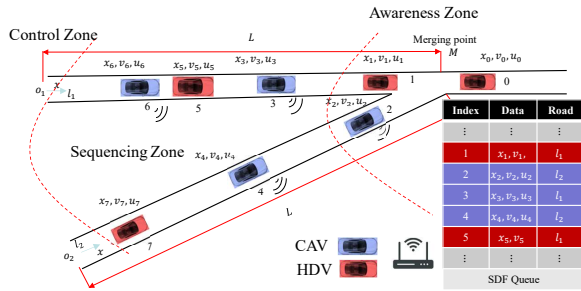 Awareness Zone
Control Zone
L
Merging point
M
x₆, v₆, u₆
x₅, v₅, u₅
x₃, v₃, u₃
x₁, v₁, u₁
x₀, v₀, u₀
o₁
x
l₁
6
5
3
1
0
x₂, v₂, u₂
2
Sequencing Zone
x₄, v₄, u₄
4
x₇, v₇, u₇
7
L
l₂
o₂
x
CAV
HDV
Index Data Road
⋮ ⋮ ⋮
1 x₁, v₁, l₁
2 x₂, v₂, u₂ l₂
3 x₃, v₃, u₃ l₁
4 x₄, v₄, u₄ l₂
5 x₅, v₅ l₁
⋮ ⋮ ⋮
SDF Queue